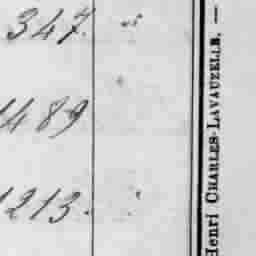 347. "
1489
1213. "
Henri CHARLES-LAVAUZELLE. —